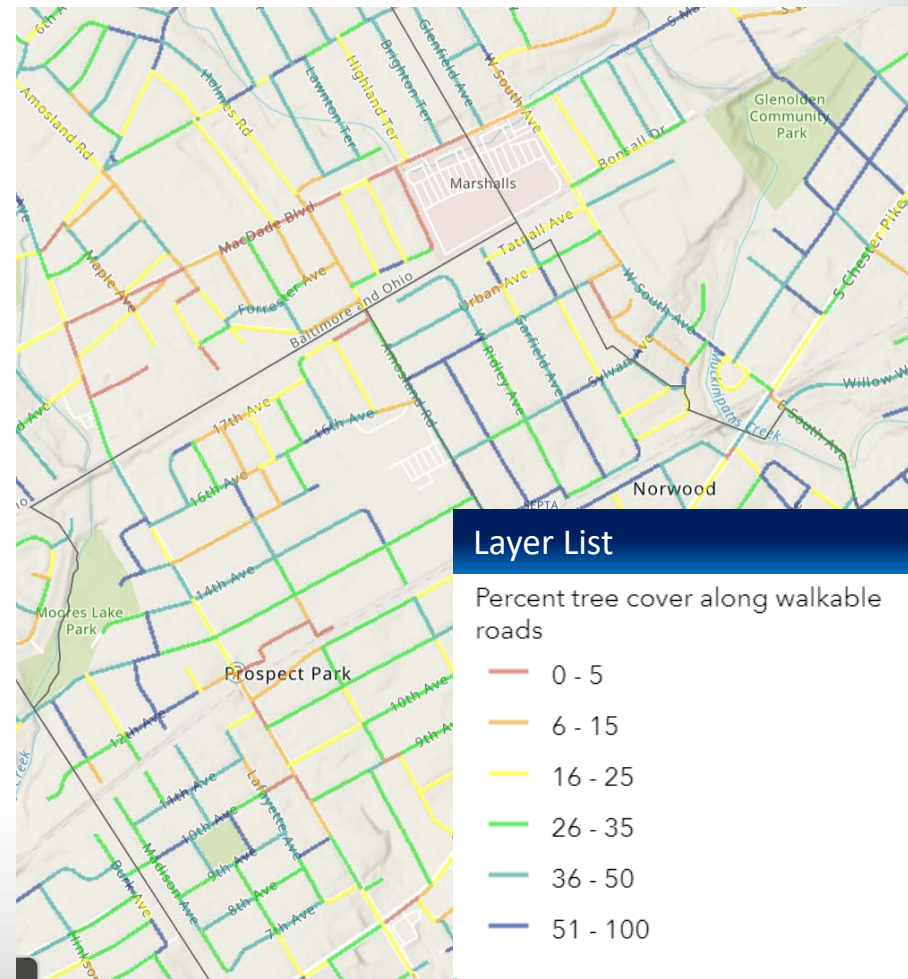 6th Ave
Amosland Rd
Holmes Rd
Lawnton Ter
Highland Ter
Brighton Ter
Glenfield Ave
W South Ave
S Ma
Glenolden
Community
Park
Bonsall Dr
Marshalls
MacDade Blvd
Tatnall Ave
S Chester Pike
Maple Ave
Forrester Ave
Baltimore and Ohio
Urban Ave
W South Ave
Amosland Rd
W Ridley Ave
Garfield Ave
Sylvan Ave
Muckinipatas Creek
Willow W
E South Ave
d Ave
17th Ave
16th Ave
16th Ave
SEPTA
Norwood
14th Ave
Moores Lake
Park
Prospect Park
12th Ave
10th Ave
9th A
Creek
11th Ave
Lafayette Ave
10th Ave
9th Ave
Madison Ave
Burk Ave
8th Ave
7th Ave
Hinkso
Layer List
Percent tree cover along walkable
roads
0 - 5
6 - 15
16 - 25
26 - 35
36 - 50
51 - 100